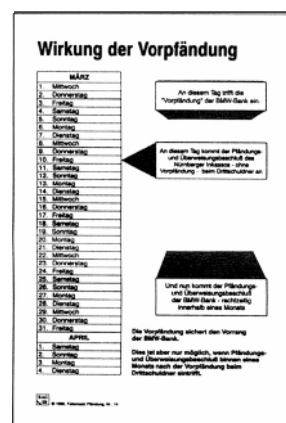 Wirkung der Vorpfändung
MÄRZ
1. Mittwoch
2. Donnerstag
3. Freitag
4. Samstag
5. Sonntag
6. Montag
7. Dienstag
8. Mittwoch
9. Donnerstag
10. Freitag
11. Samstag
12. Sonntag
13. Montag
14. Dienstag
15. Mittwoch
16. Donnerstag
17. Freitag
18. Samstag
19. Sonntag
20. Montag
21. Dienstag
22. Mittwoch
23. Donnerstag
24. Freitag
25. Samstag
26. Sonntag
27. Montag
28. Dienstag
29. Mittwoch
30. Donnerstag
31. Freitag
APRIL
1. Samstag
2. Sonntag
3. Montag
4. Dienstag
An diesem Tag trifft die
"Vorpfändung" der BMW-Bank ein.
An diesem Tag kommt der Pfändungs-
und Überweisungsbeschluß des
Nürnberger Inkassos - ohne
Vorpfändung - beim Drittschuldner an.
Und nun kommt der Pfändungs-
und Überweisungsbeschluß
der BMW-Bank - rechtzeitig
innerhalb eines Monats
Die Vorpfändung sichert den Vorrang
der BMW-Bank.
Dies ist aber nur möglich, wenn Pfändungs-
und Überweisungsbeschluß binnen eines
Monats nach der Vorpfändung beim
Drittschuldner eintrifft.